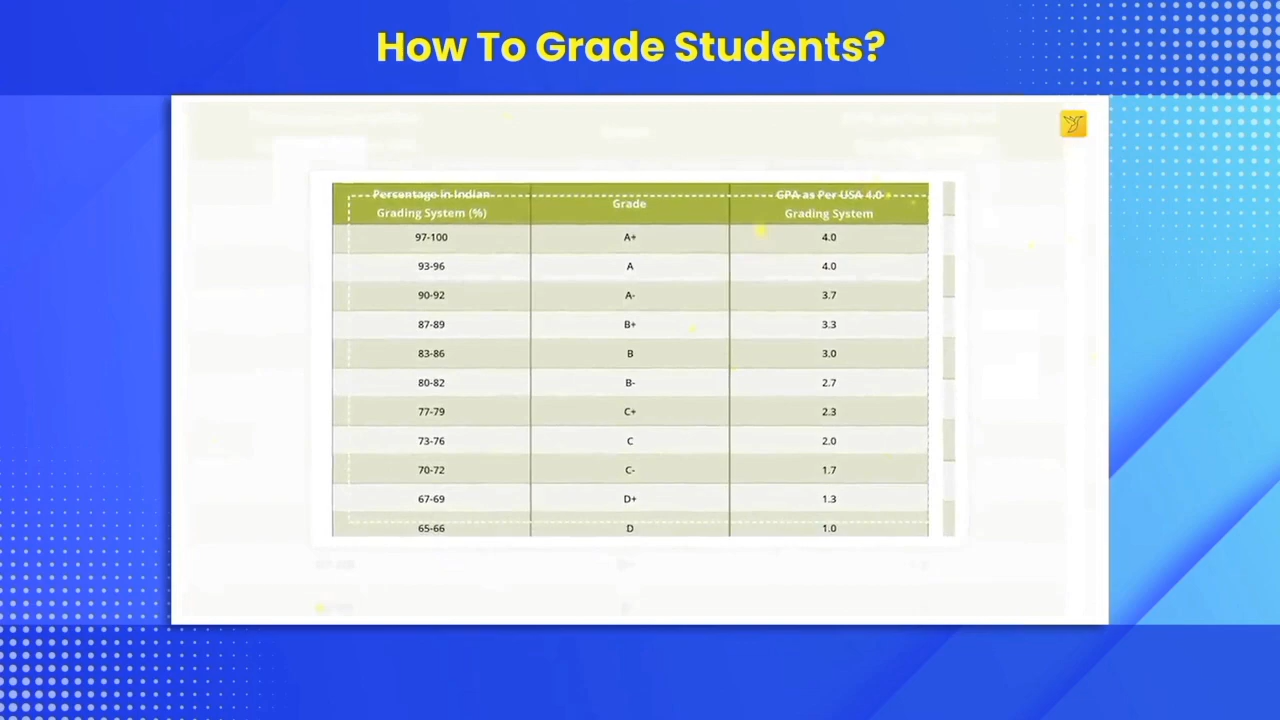 How To Grade Students?
Percentage in Indian Grade GPA as Per USA 4.0
Grading System (%) Grading System
97-100 A+ 4.0
93-96 A 4.0
90-92 A- 3.7
87-89 B+ 3.3
83-86 B 3.0
80-82 B- 2.7
77-79 C+ 2.3
73-76 C 2.0
70-72 C- 1.7
67-69 D+ 1.3
65-66 D 1.0